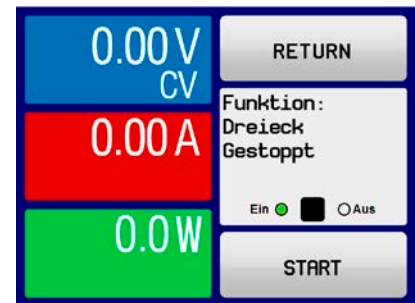 0.00 V
CV
0.00 A
0.0 W
RETURN
Funktion:
Dreieck
Gestoppt
Ein
Aus
START